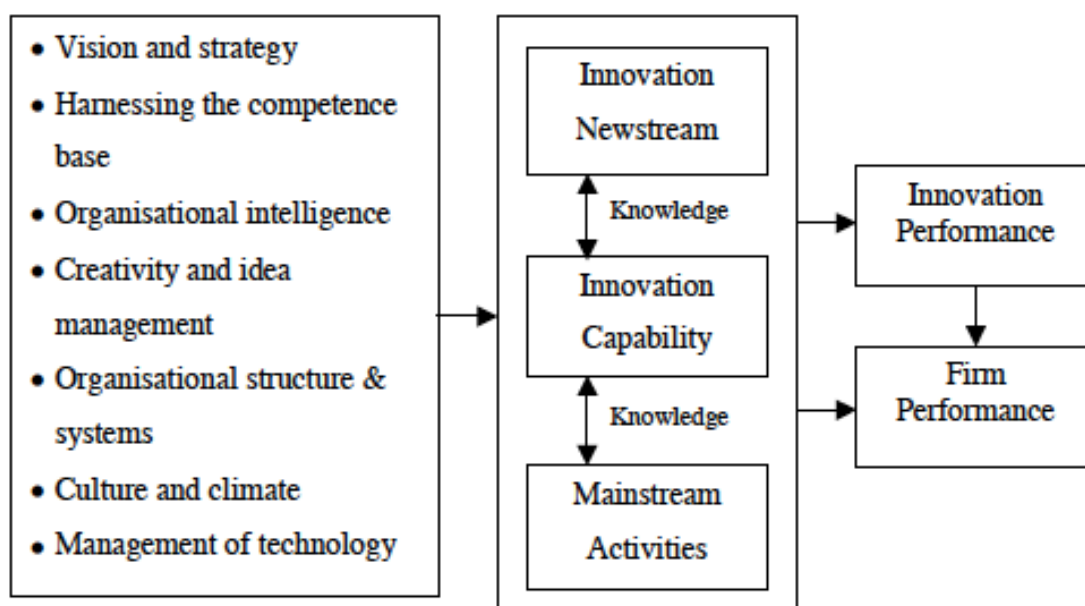 • Vision and strategy
• Harnessing the competence
base
• Organisational intelligence
• Creativity and idea
management
• Organisational structure &
systems
• Culture and climate
• Management of technology
Innovation
Newstream
Knowledge
Innovation
Capability
Knowledge
Mainstream
Activities
Innovation
Performance
Firm
Performance